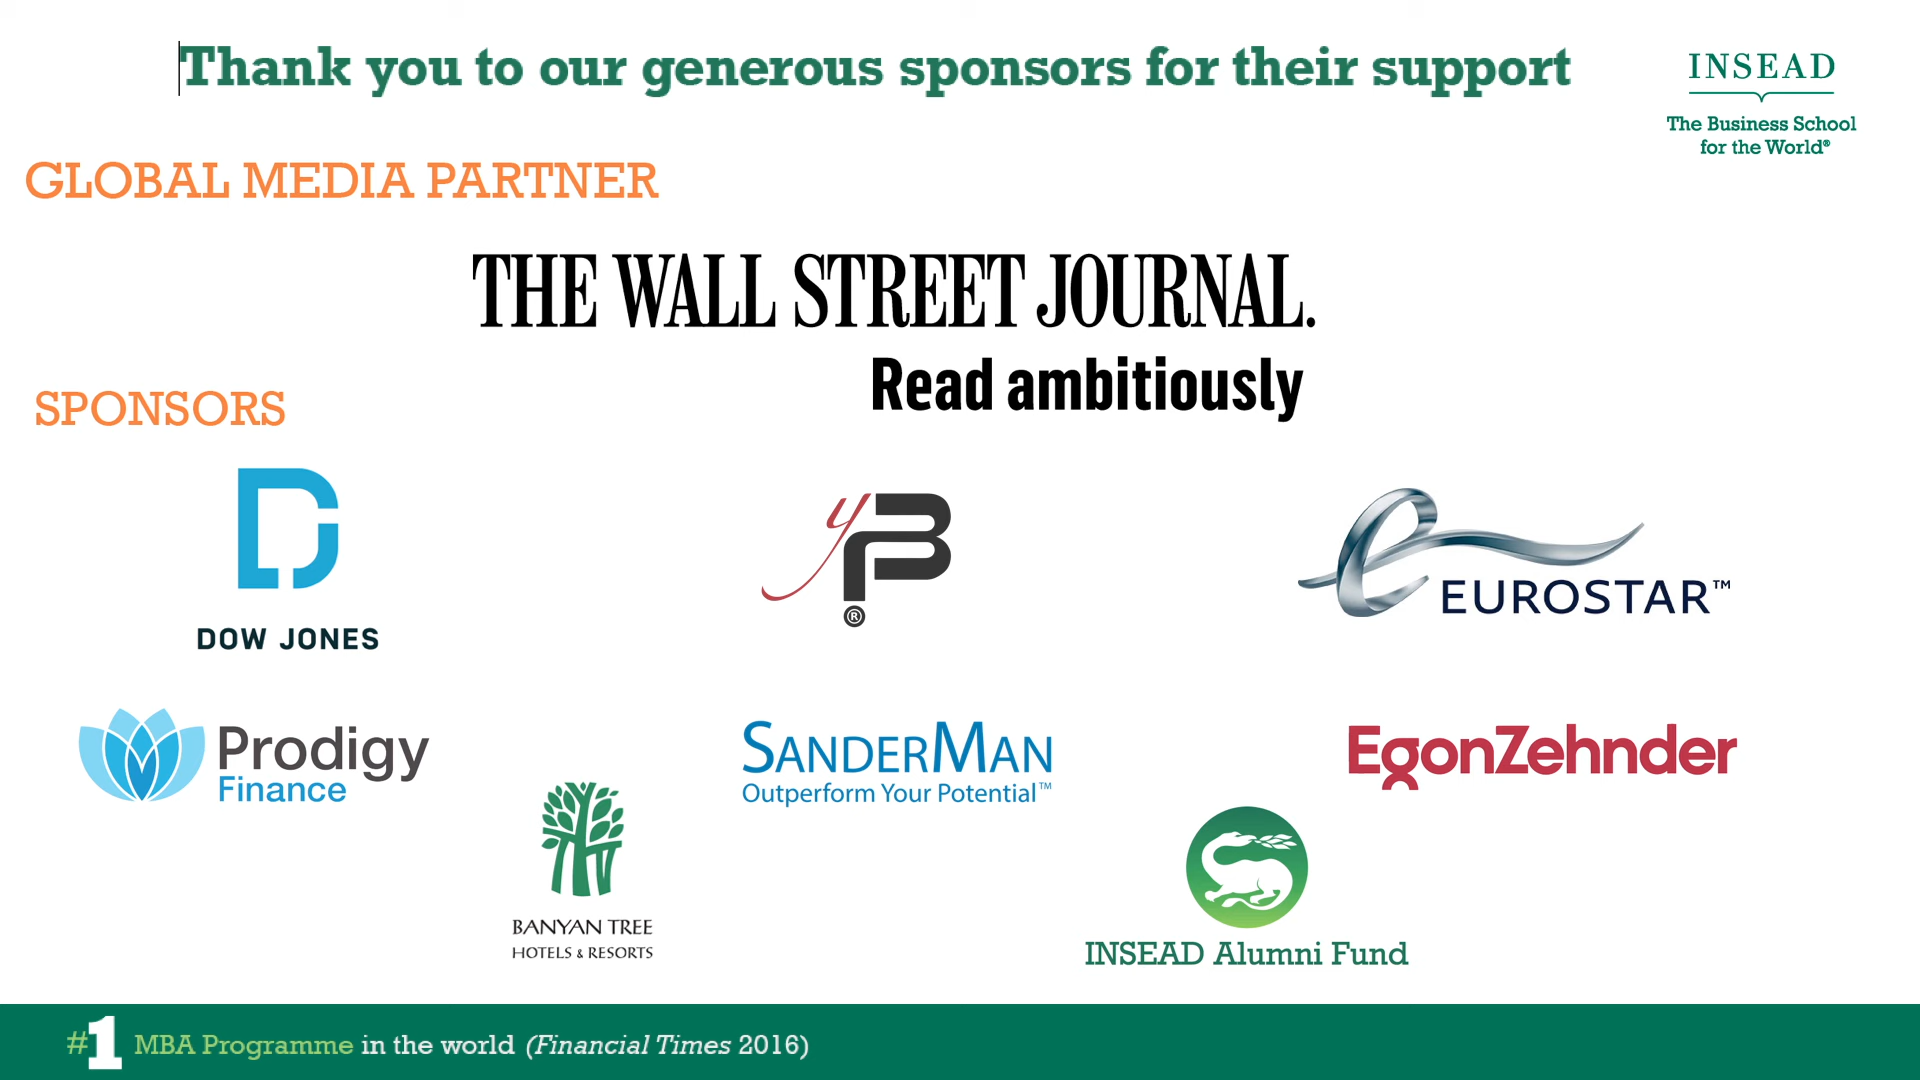 Thank you to our generous sponsors for their support
INSEAD
The Business School
for the World®
GLOBAL MEDIA PARTNER
THE WALL STREET JOURNAL.
Read ambitiously
SPONSORS
DOW JONES
yB
®
EUROSTAR™
Prodigy
Finance
SANDERMAN
Outperform Your Potential™
EgonZehnder
BANYAN TREE
HOTELS & RESORTS
INSEAD Alumni Fund
#1 MBA Programme in the world (Financial Times 2016)